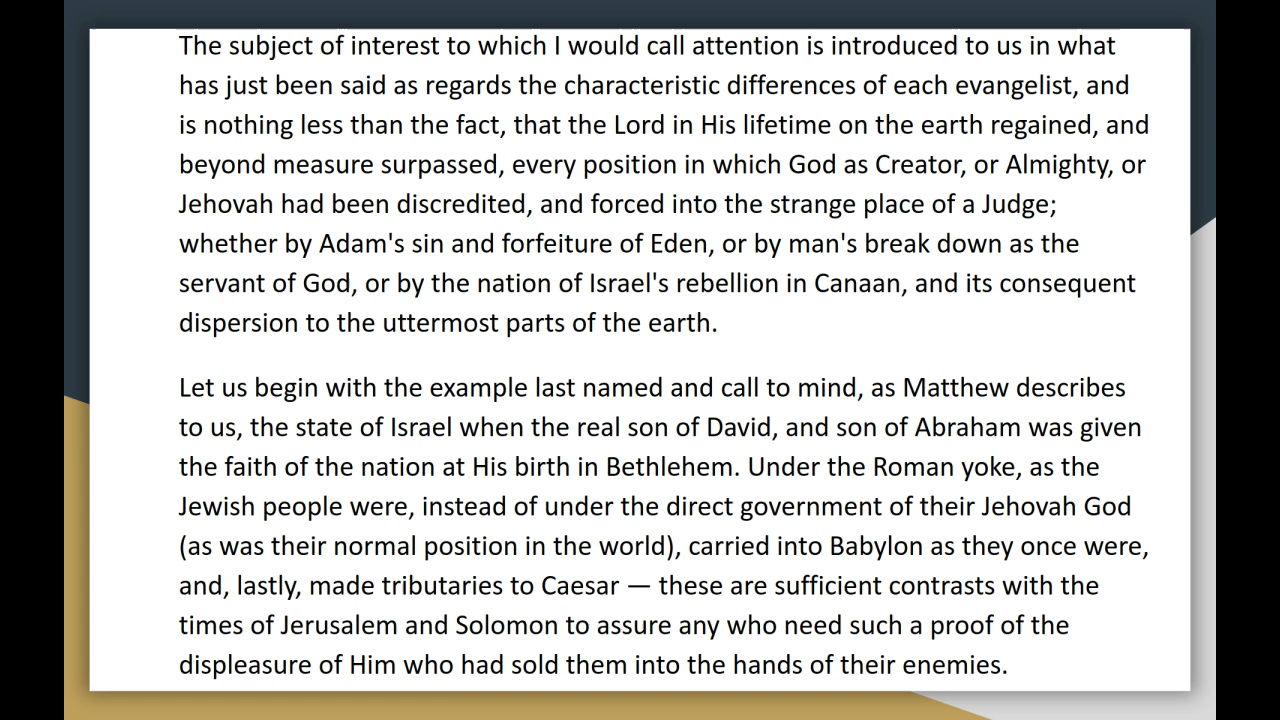 The subject of interest to which I would call attention is introduced to us in what
has just been said as regards the characteristic differences of each evangelist, and
is nothing less than the fact, that the Lord in His lifetime on the earth regained, and
beyond measure surpassed, every position in which God as Creator, or Almighty, or
Jehovah had been discredited, and forced into the strange place of a Judge;
whether by Adam's sin and forfeiture of Eden, or by man's break down as the
servant of God, or by the nation of Israel's rebellion in Canaan, and its consequent
dispersion to the uttermost parts of the earth.
Let us begin with the example last named and call to mind, as Matthew describes
to us, the state of Israel when the real son of David, and son of Abraham was given
the faith of the nation at His birth in Bethlehem. Under the Roman yoke, as the
Jewish people were, instead of under the direct government of their Jehovah God
(as was their normal position in the world), carried into Babylon as they once were,
and, lastly, made tributaries to Caesar — these are sufficient contrasts with the
times of Jerusalem and Solomon to assure any who need such a proof of the
displeasure of Him who had sold them into the hands of their enemies.